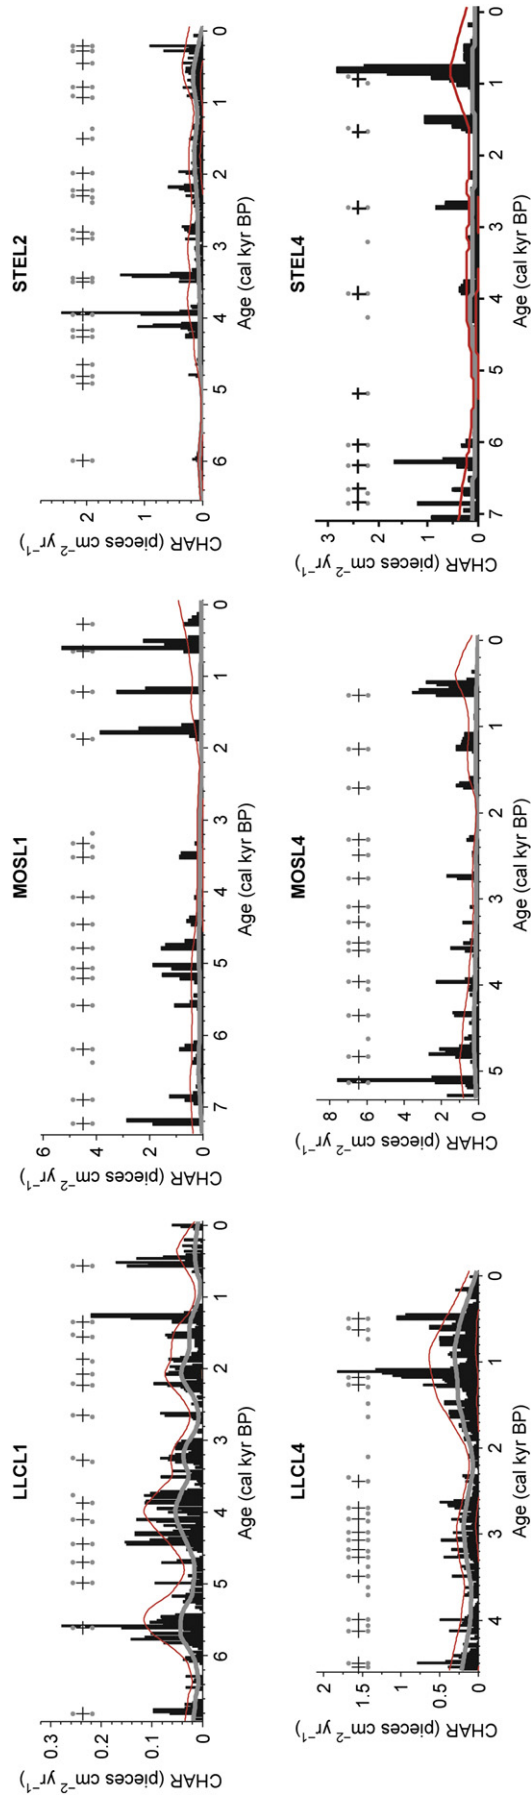 LLCL1
CHAR (pieces cm⁻² yr⁻¹)
0.3
0.2
0.1
0
6 5 4 3 2 1 0
Age (cal kyr BP)
MOSL1
CHAR (pieces cm⁻² yr⁻¹)
6
4
2
0
7 6 5 4 3 2 1 0
Age (cal kyr BP)
STEL2
CHAR (pieces cm⁻² yr⁻¹)
2
1
0
6 5 4 3 2 1 0
Age (cal kyr BP)
LLCL4
CHAR (pieces cm⁻² yr⁻¹)
2
1.5
1
0.5
0
4 3 2 1 0
Age (cal kyr BP)
MOSL4
CHAR (pieces cm⁻² yr⁻¹)
8
6
4
2
0
5 4 3 2 1 0
Age (cal kyr BP)
STEL4
CHAR (pieces cm⁻² yr⁻¹)
3
2
1
0
7 6 5 4 3 2 1 0
Age (cal kyr BP)